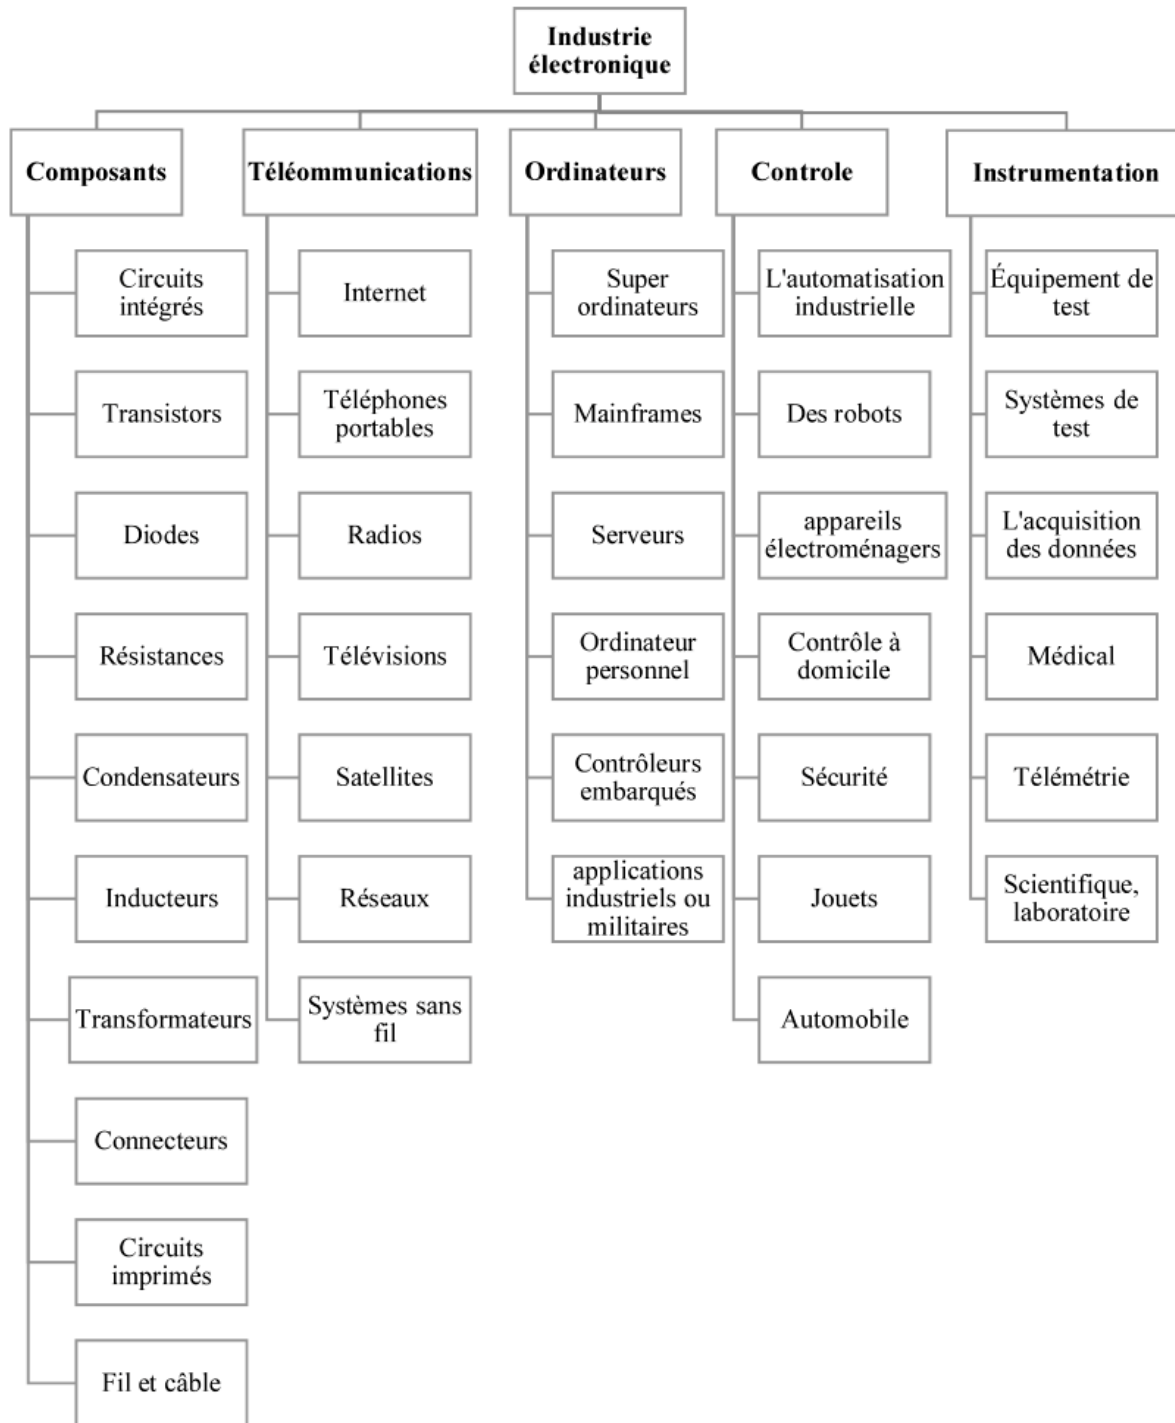 Industrie
électronique
Composants
Téléommunications
Ordinateurs
Controle
Instrumentation
Circuits
intégrés
Transistors
Diodes
Résistances
Condensateurs
Inducteurs
Transformateurs
Connecteurs
Circuits
imprimés
Fil et câble
Internet
Téléphones
portables
Radios
Télévisions
Satellites
Réseaux
Systèmes sans
fil
Super
ordinateurs
Mainframes
Serveurs
Ordinateur
personnel
Contrôleurs
embarqués
applications
industriels ou
militaires
L'automatisation
industrielle
Des robots
appareils
électroménagers
Contrôle à
domicile
Sécurité
Jouets
Automobile
Équipement de
test
Systèmes de
test
L'acquisition
des données
Médical
Télémétrie
Scientifique,
laboratoire